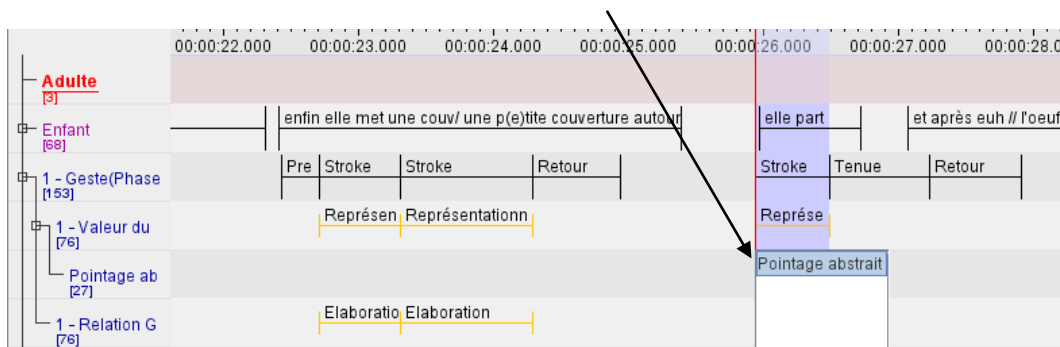 00:00:22.000 00:00:23.000 00:00:24.000 00:00:25.000 00:00:26.000 00:00:27.000 00:00:28.0
Adulte
[3]
Enfant
[68]
enfin elle met une couv/ une p(e)tite couverture autour
elle part
et après euh // l'oeuf
1 - Geste(Phase
[153]
Pre Stroke Stroke Retour Stroke Tenue Retour
1 - Valeur du
[76]
Représen Représentationn Représe
Pointage ab
[27]
Pointage abstrait
1 - Relation G
[76]
Elaboratio Elaboration